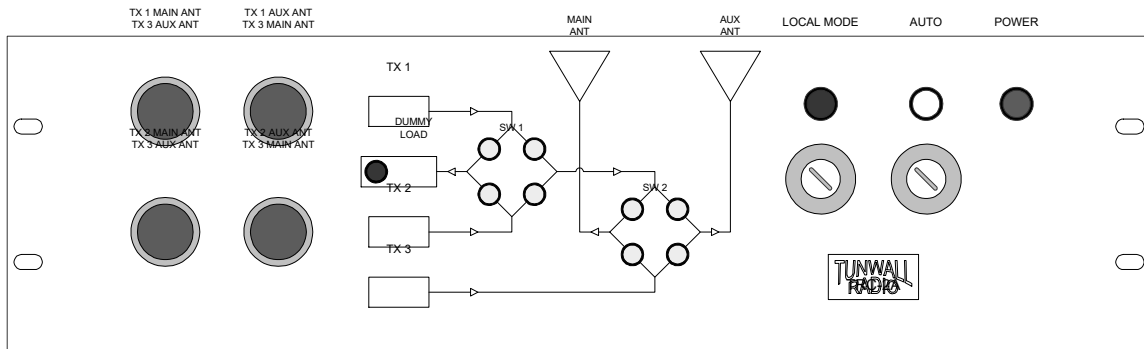 TX 1 MAIN ANT
TX 3 AUX ANT
TX 1 AUX ANT
TX 3 MAIN ANT
MAIN
ANT
AUX
ANT
LOCAL MODE
AUTO
POWER
TX 1
DUMMY
LOAD
SW 1
TX 2 MAIN ANT
TX 3 AUX ANT
TX 2 AUX ANT
TX 3 MAIN ANT
TX 2
SW 2
TX 3
TUNWALL
RADIO